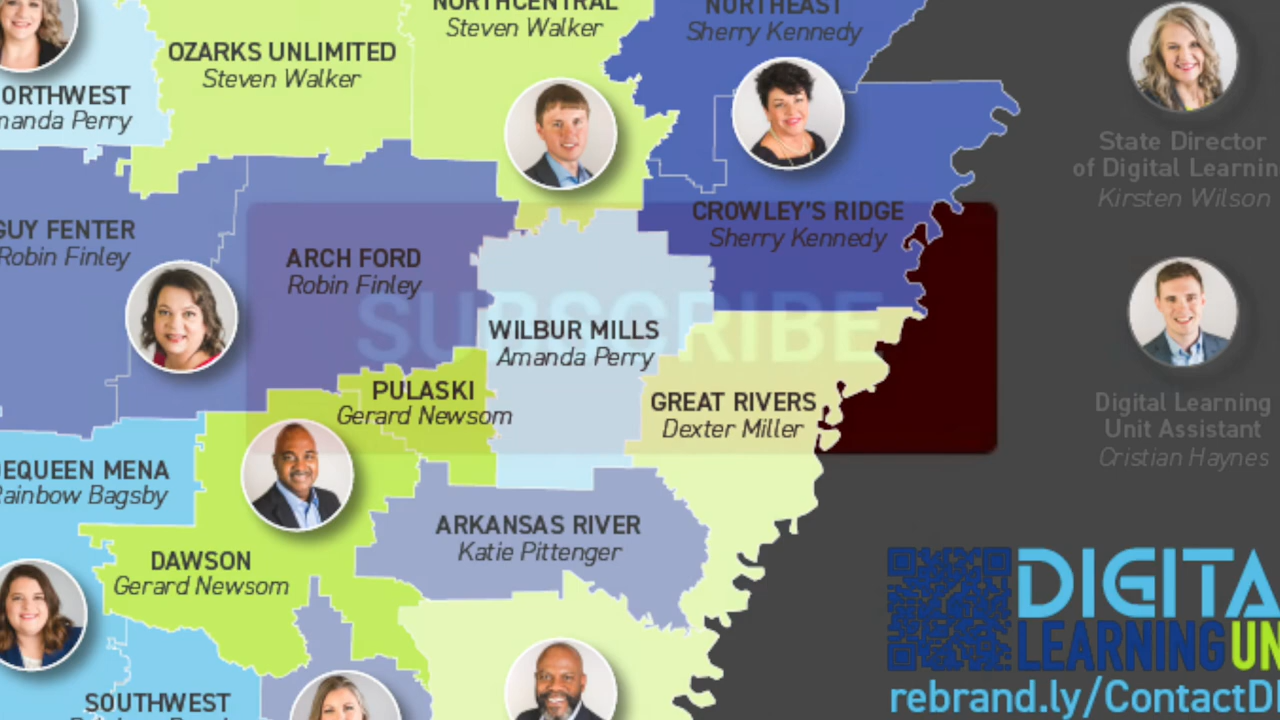 NORTHCENTRAL
Steven Walker
NORTHEAST
Sherry Kennedy
OZARKS UNLIMITED
Steven Walker
ORTHWEST
manda Perry
State Director
of Digital Learnin
Kirsten Wilson
GUY FENTER
Robin Finley
CROWLEY'S RIDGE
Sherry Kennedy
ARCH FORD
Robin Finley
SUBSCRIBE
WILBUR MILLS
Amanda Perry
PULASKI
Gerard Newsom
GREAT RIVERS
Dexter Miller
Digital Learning
Unit Assistant
Cristian Haynes
DEQUEEN MENA
Rainbow Bagsby
ARKANSAS RIVER
Katie Pittenger
DAWSON
Gerard Newsom
DIGITA
LEARNING UN
SOUTHWEST
rebrand.ly/ContactD